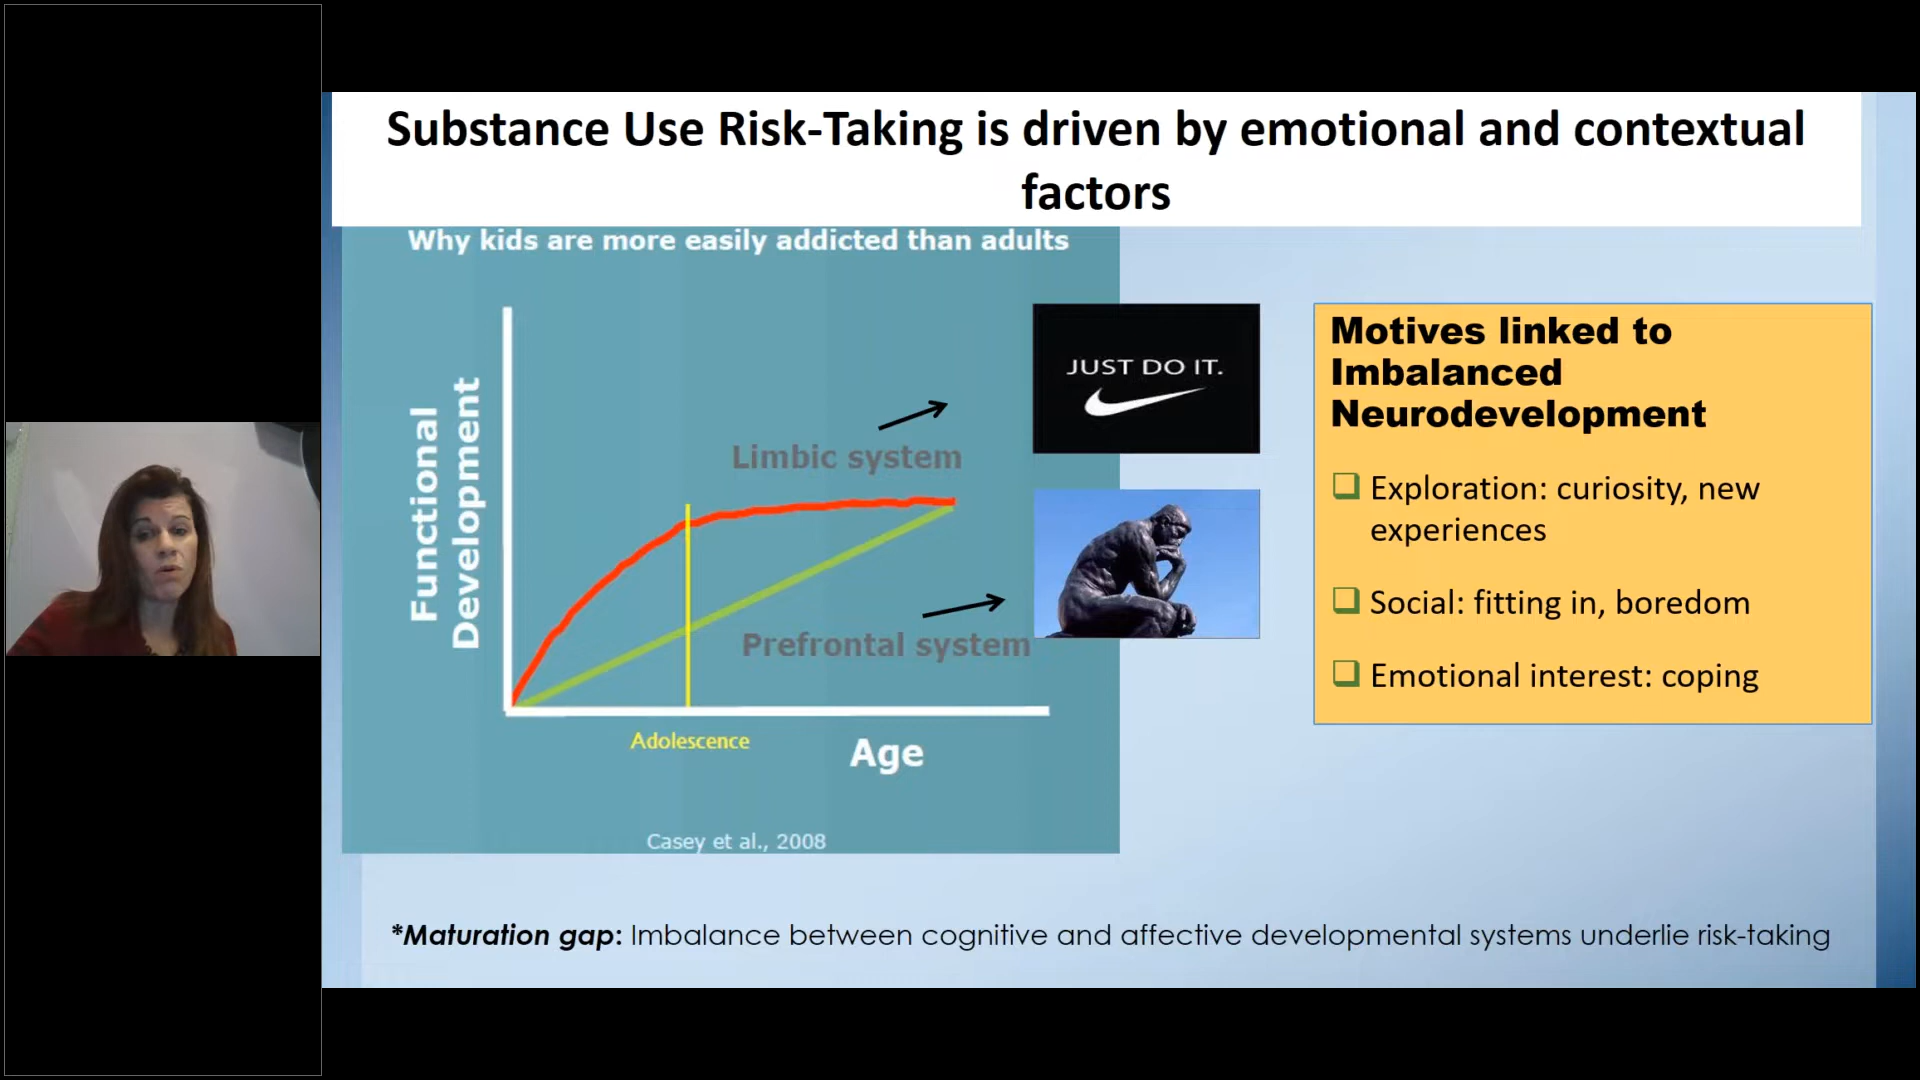 Substance Use Risk-Taking is driven by emotional and contextual
factors
Why kids are more easily addicted than adults
Functional
Development
Limbic system
Prefrontal system
Adolescence
Age
Casey et al., 2008
JUST DO IT.
Motives linked to
Imbalanced
Neurodevelopment
Exploration: curiosity, new
experiences
Social: fitting in, boredom
Emotional interest: coping
*Maturation gap: Imbalance between cognitive and affective developmental systems underlie risk-taking